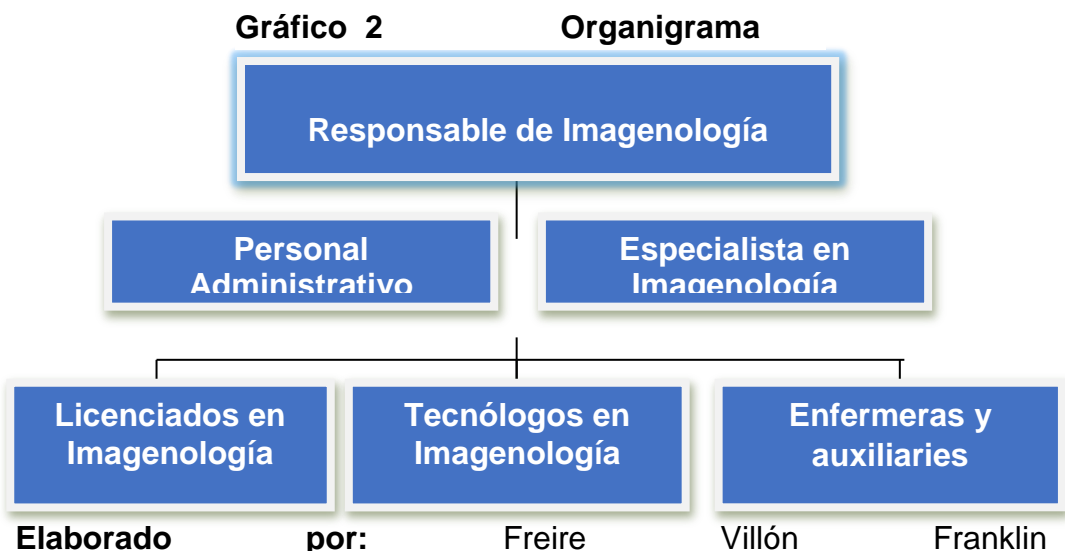 Gráfico 2 Organigrama
Responsable de Imagenología
Personal
Administrativo
Especialista en
Imagenología
Licenciados en
Imagenología
Tecnólogos en
Imagenología
Enfermeras y
auxiliaries
Elaborado por: Freire Villón Franklin